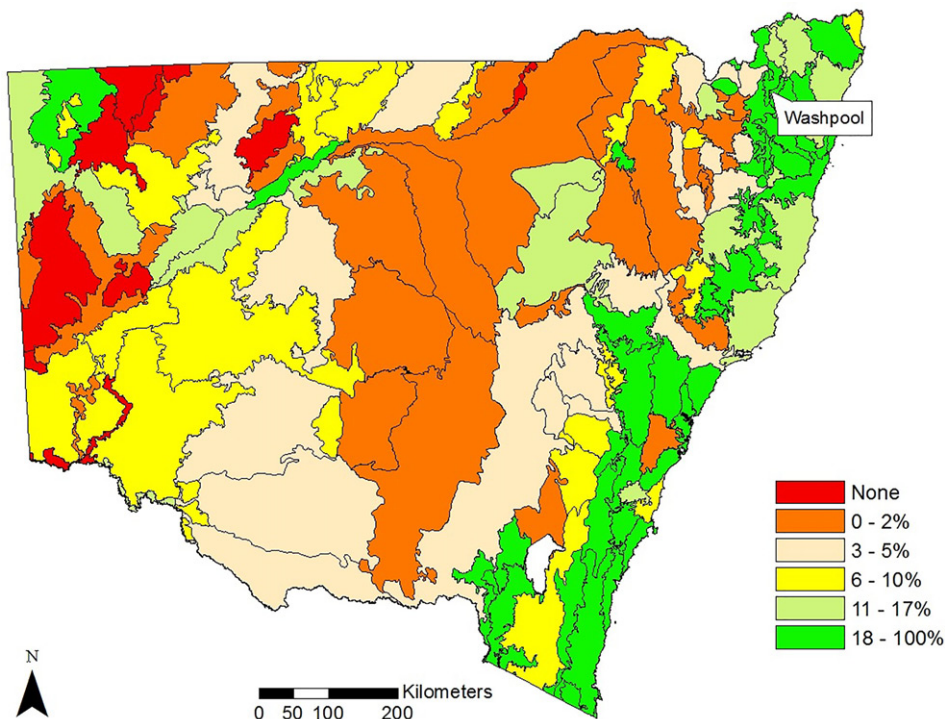 Washpool
None
0 - 2%
3 - 5%
6 - 10%
11 - 17%
18 - 100%
N
Kilometers
0 50 100 200